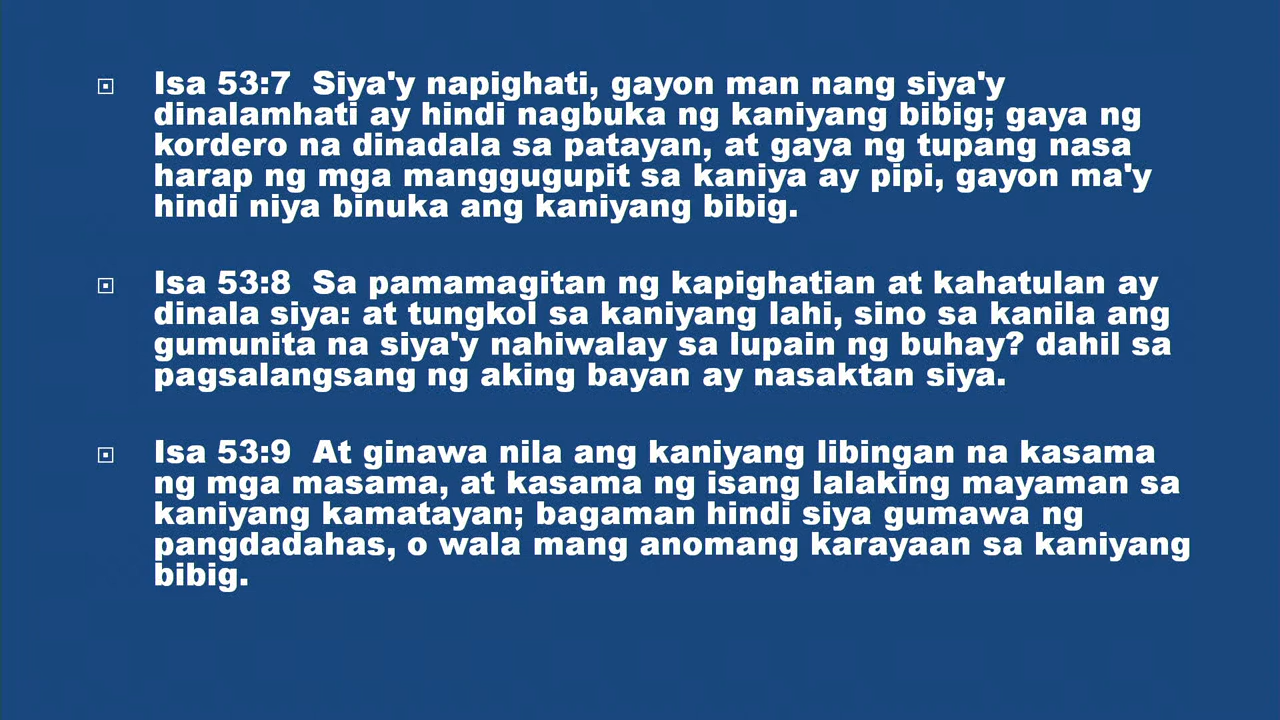 Isa 53:7  Siya'y napighati, gayon man nang siya'y
dinalamhati ay hindi nagbuka ng kaniyang bibig; gaya ng
kordero na dinadala sa patayan, at gaya ng tupang nasa
harap ng mga manggugupit sa kaniya ay pipi, gayon ma'y
hindi niya binuka ang kaniyang bibig.
Isa 53:8  Sa pamamagitan ng kapighatian at kahatulan ay
dinala siya: at tungkol sa kaniyang lahi, sino sa kanila ang
gumunita na siya'y nahiwalay sa lupain ng buhay? dahil sa
pagsalangsang ng aking bayan ay nasaktan siya.
Isa 53:9  At ginawa nila ang kaniyang libingan na kasama
ng mga masama, at kasama ng isang lalaking mayaman sa
kaniyang kamatayan; bagaman hindi siya gumawa ng
pangdadahas, o wala mang anomang karayaan sa kaniyang
bibig.